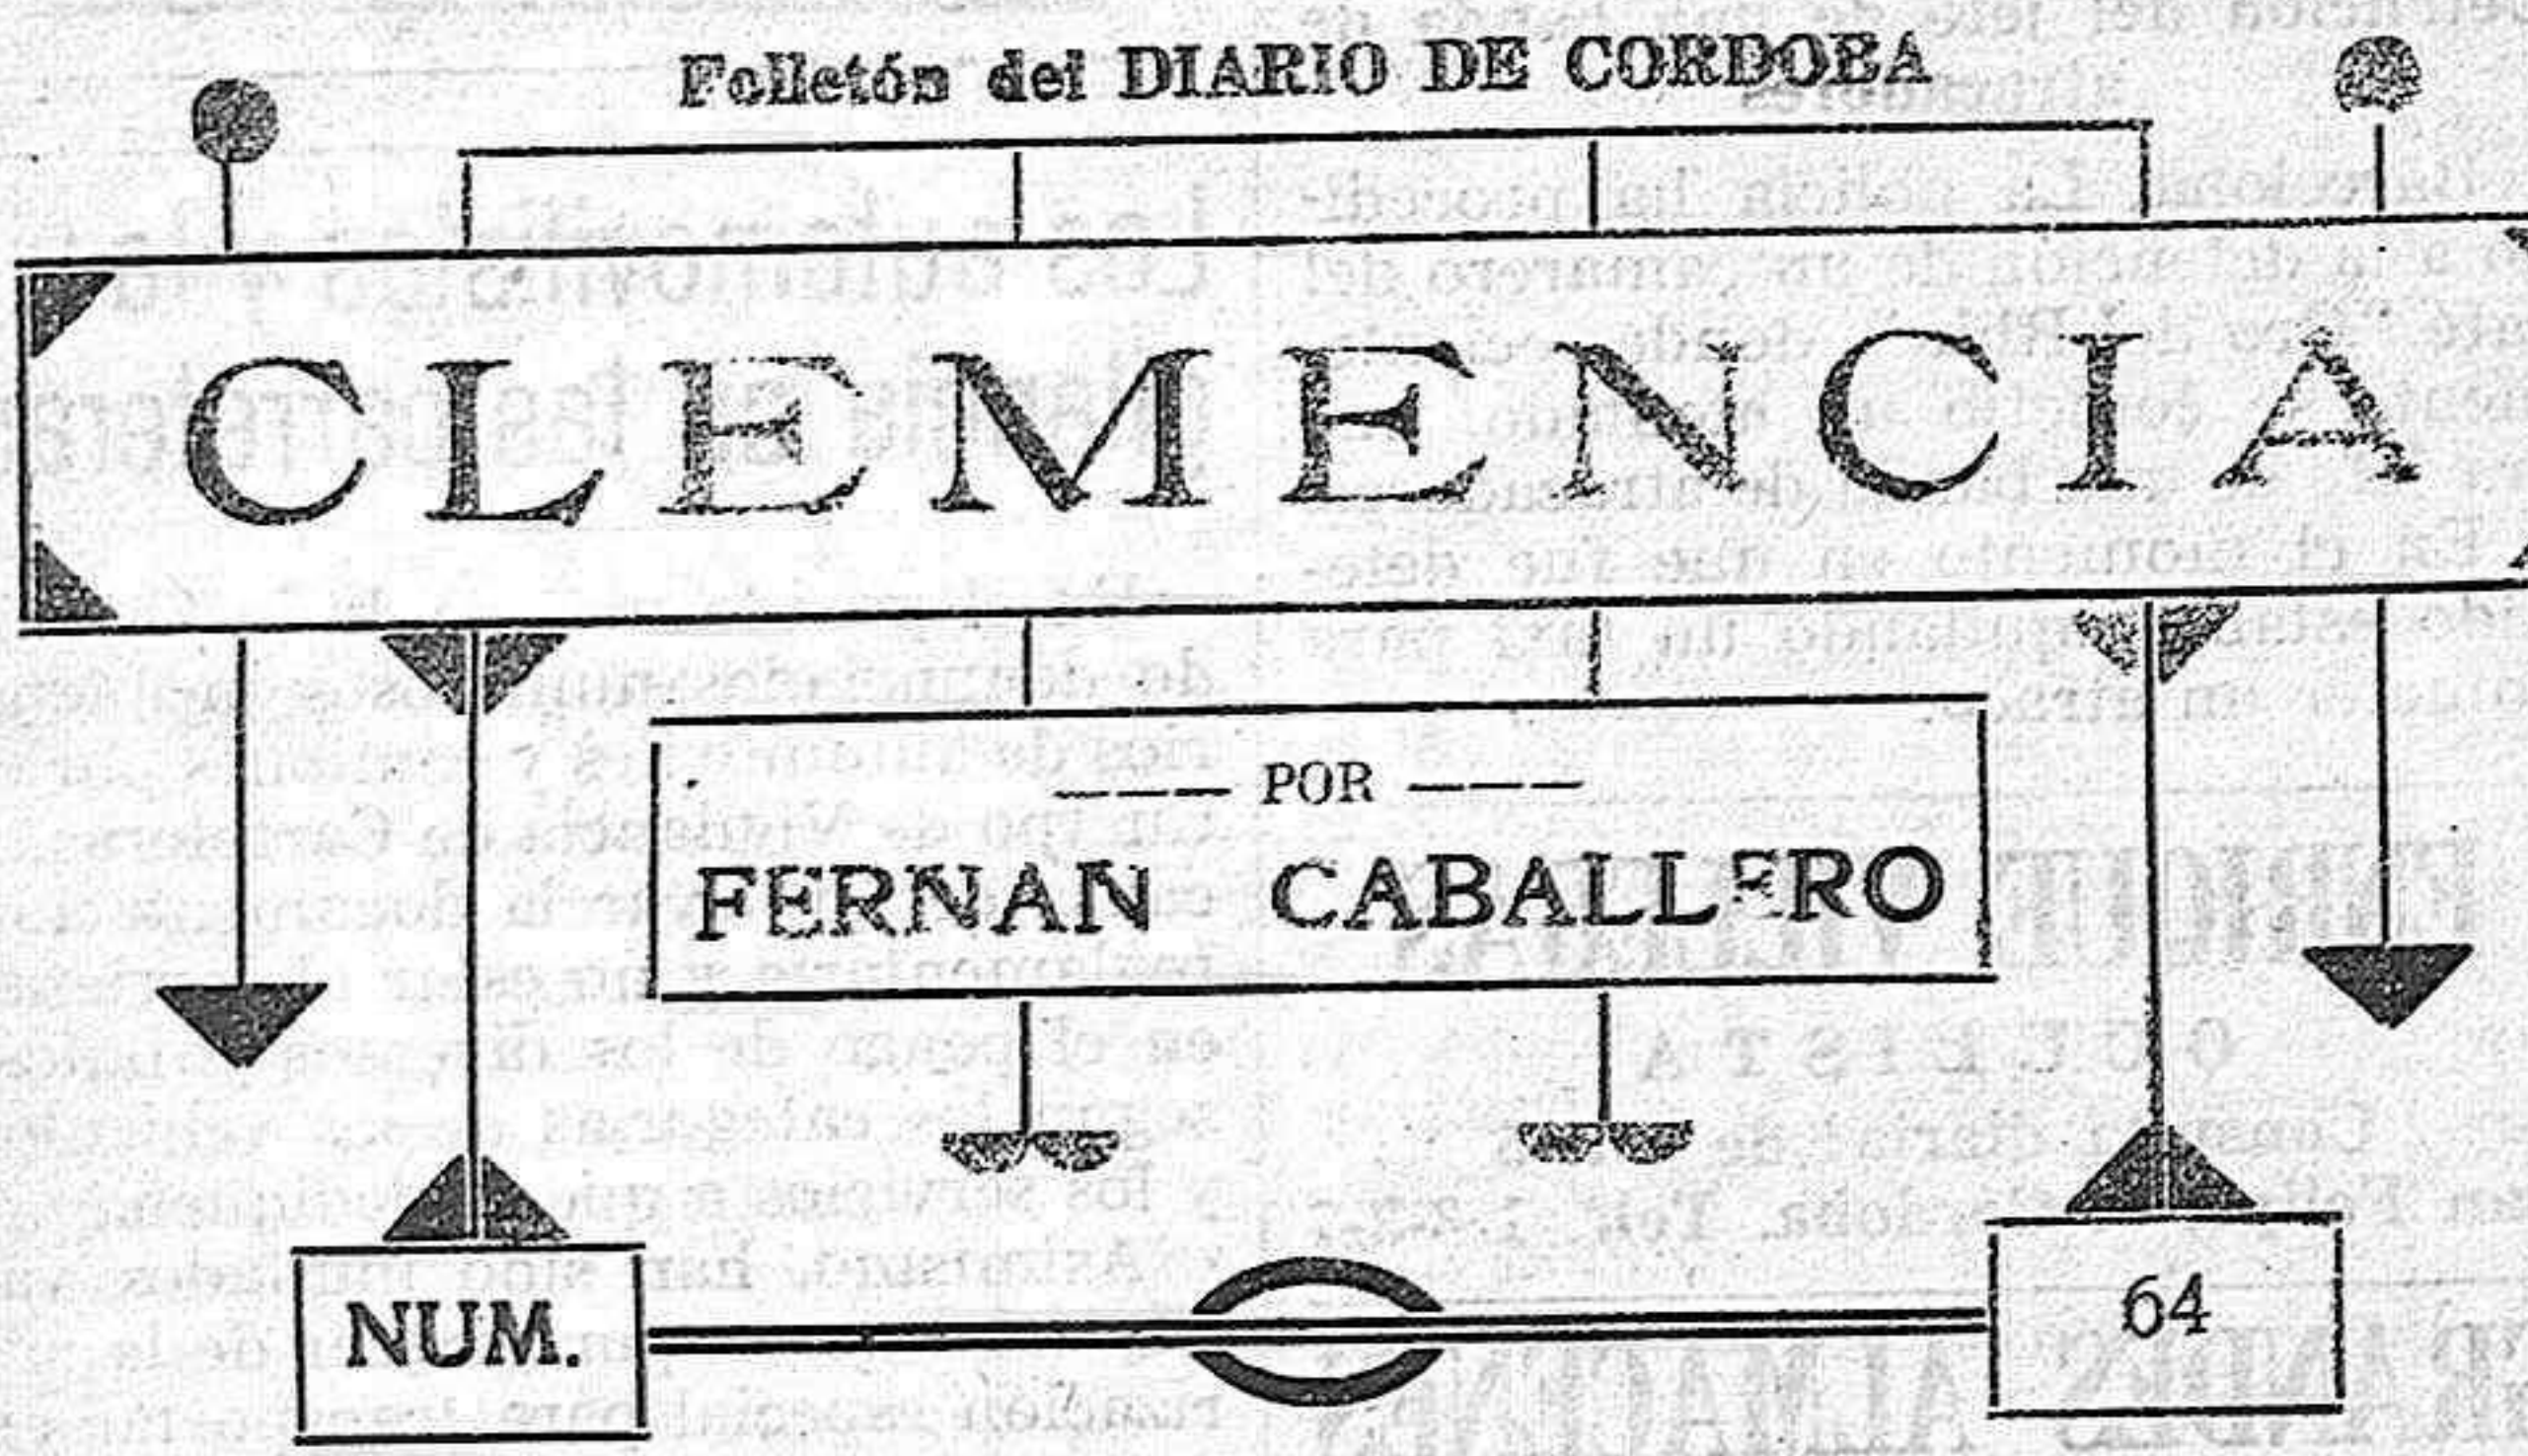 Folletón del DIARIO DE CORDOBA
CLEMENCIA
POR
FERNAN CABALLERO
NUM. 64